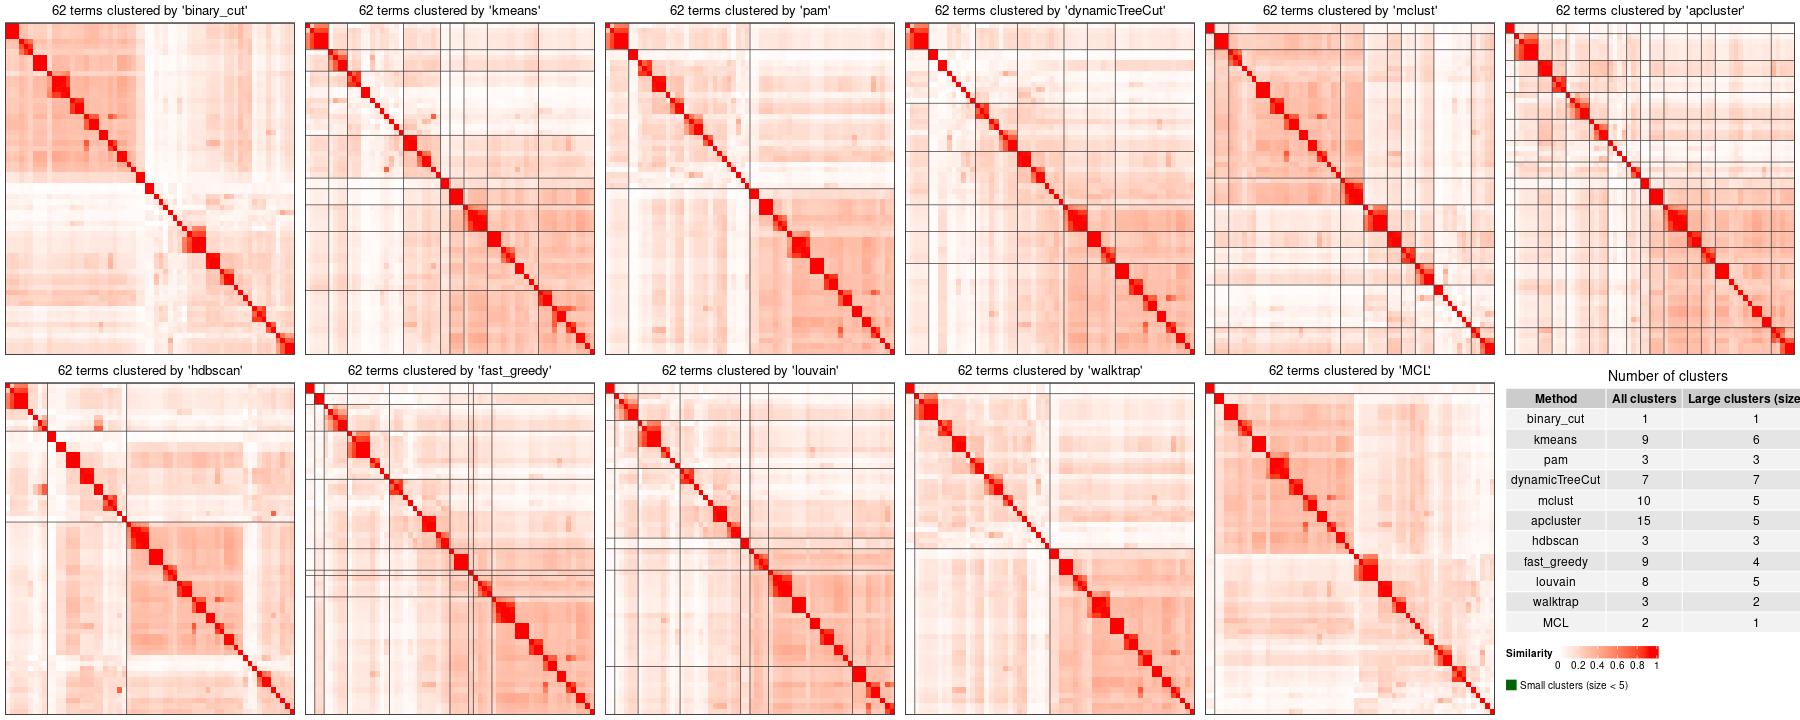 62 terms clustered by 'binary_cut'
62 terms clustered by 'kmeans'
62 terms clustered by 'pam'
62 terms clustered by 'dynamicTreeCut'
62 terms clustered by 'mclust'
62 terms clustered by 'apcluster'
62 terms clustered by 'hdbscan'
62 terms clustered by 'fast_greedy'
62 terms clustered by 'louvain'
62 terms clustered by 'walktrap'
62 terms clustered by 'MCL'
Number of clusters
Method All clusters Large clusters (size
binary_cut 1 1
kmeans 9 6
pam 3 3
dynamicTreeCut 7 7
mclust 10 5
apcluster 15 5
hdbscan 3 3
fast_greedy 9 4
louvain 8 5
walktrap 3 2
MCL 2 1
Similarity
0 0.2 0.4 0.6 0.8 1
Small clusters (size < 5)